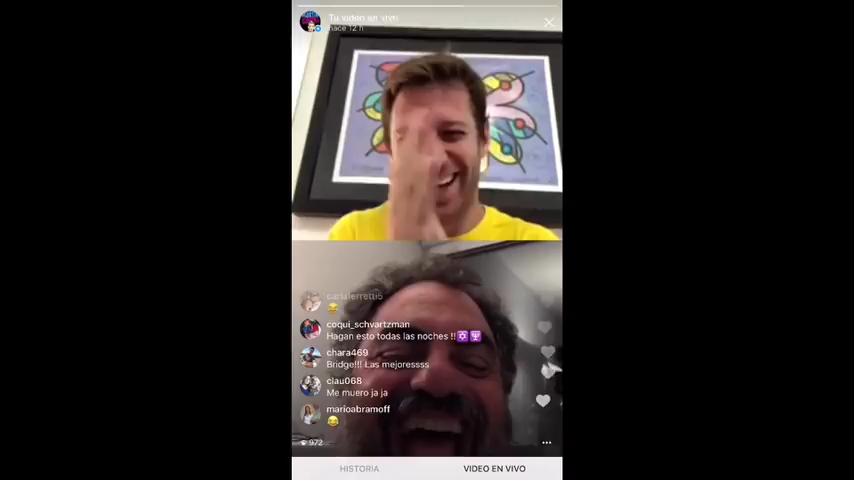 Tu video en vivo
hace 12 h
carlaferretti5
😂
coqui_schvartzman
Hagan esto todas las noches !!🔯🕎
chara469
Bridge!!! Las mejoressss
clau068
Me muero ja ja
marioabramoff
😂
972
HISTORIA
VIDEO EN VIVO